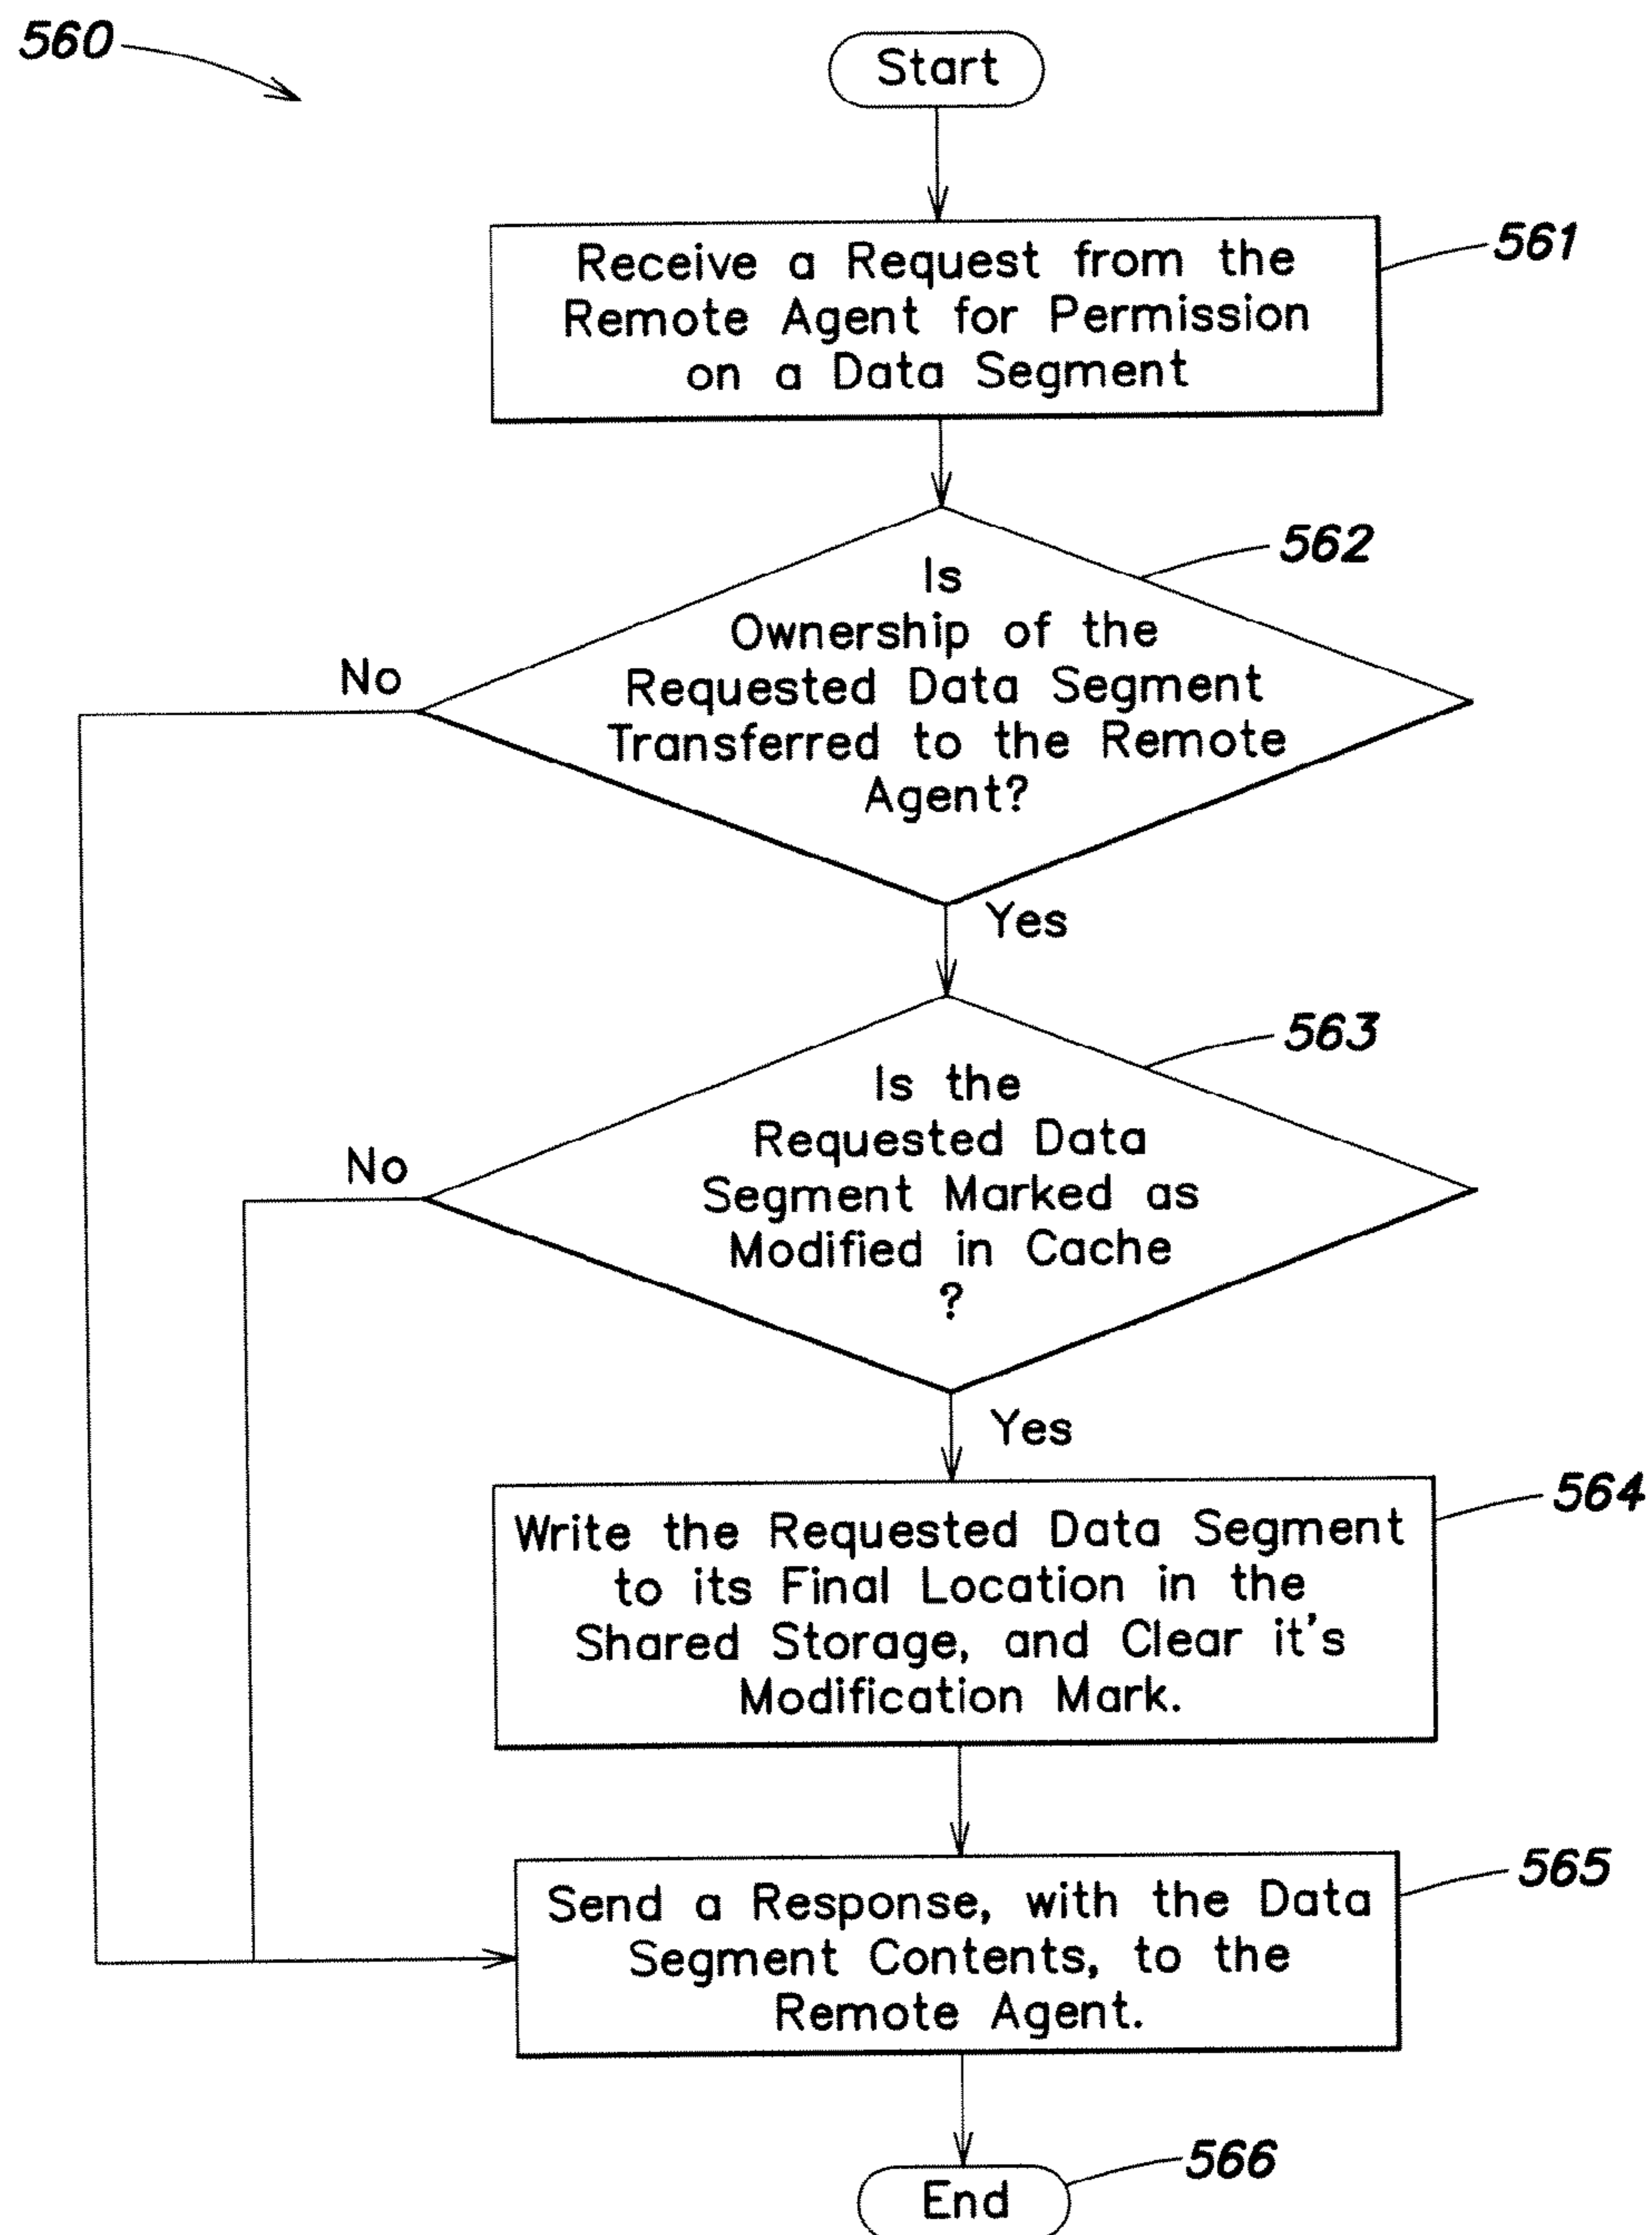 560
Start
Receive a Request from the
Remote Agent for Permission
on a Data Segment
561
Is
Ownership of the
Requested Data Segment
Transferred to the Remote
Agent?
562
No
Yes
Is the
Requested Data
Segment Marked as
Modified in Cache
?
563
No
Yes
Write the Requested Data Segment
to its Final Location in the
Shared Storage, and Clear it's
Modification Mark.
564
Send a Response, with the Data
Segment Contents, to the
Remote Agent.
565
End
566